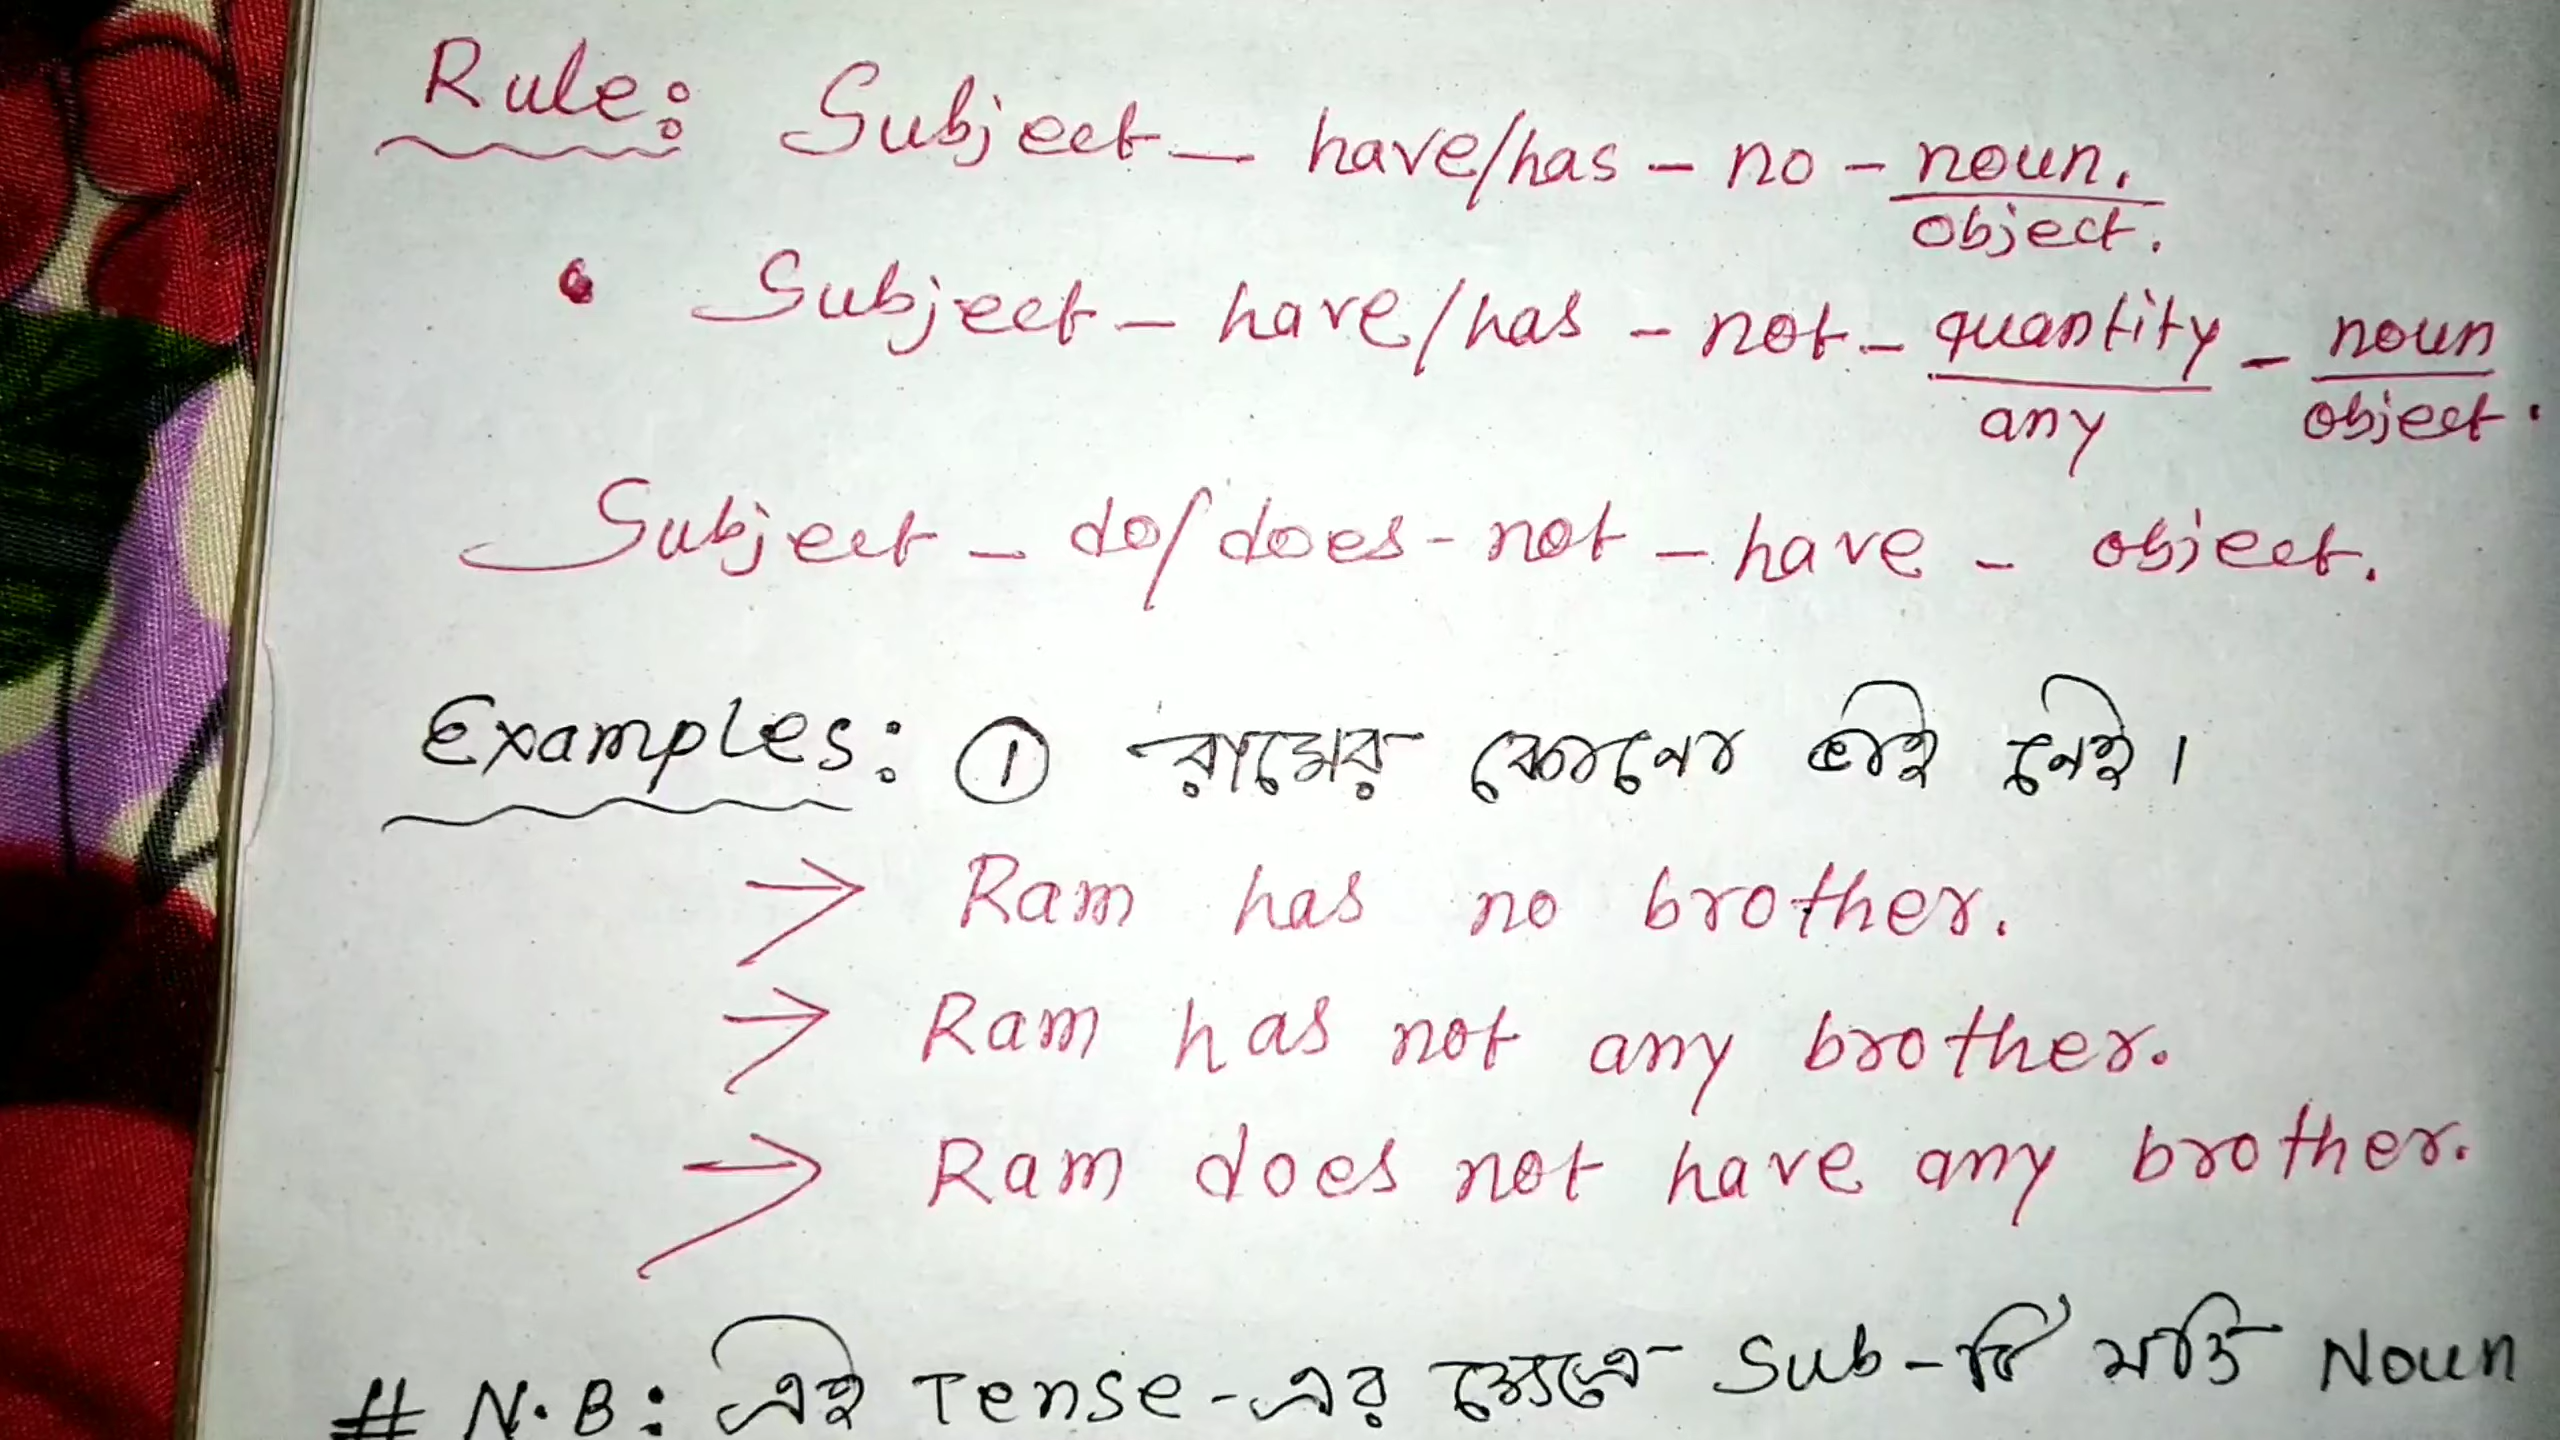 Rule: Subject – have/has – no – noun.
object.
• Subject – have/has – not – quantity – noun
any object.
Subject – do/does - not – have – object.
Examples: ① রামের কোনো ভাই নেই।
→ Ram has no brother.
→ Ram has not any brother.
→ Ram does not have any brother.
# N.B: এই Tense-এর ক্ষেত্রে Sub-টি যদি Noun